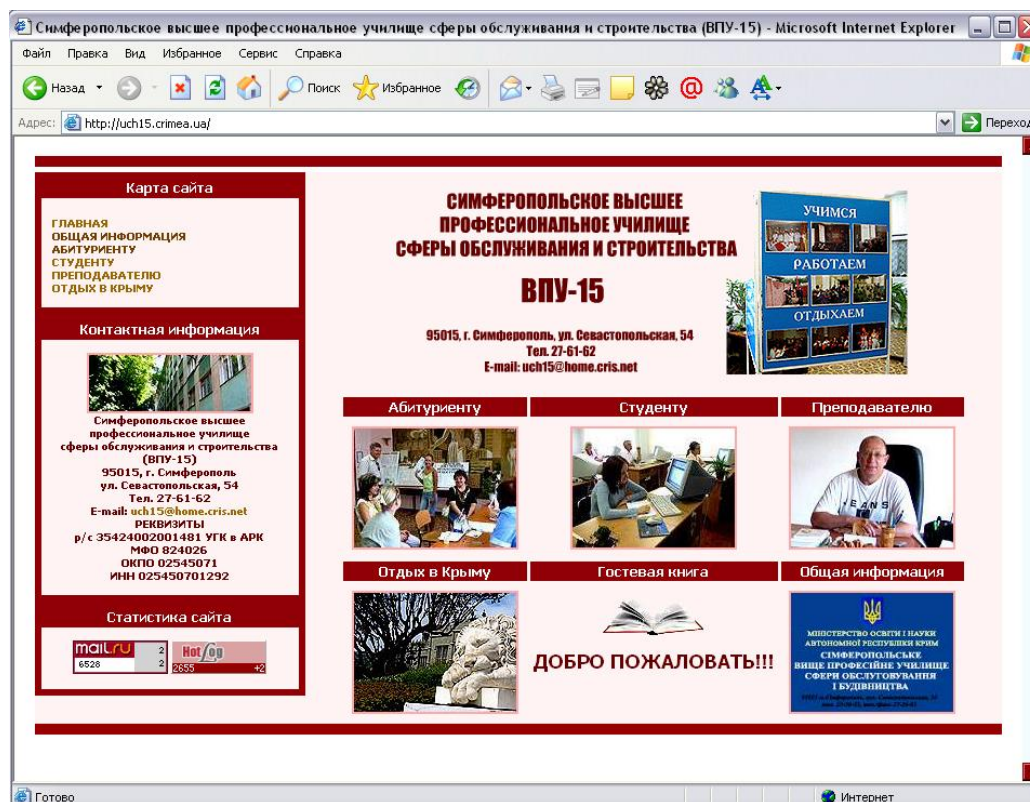 Симферопольское высшее профессиональное училище сферы обслуживания и строительства (ВПУ-15) - Microsoft Internet Explorer
Файл Правка Вид Избранное Сервис Справка
Назад Поиск Избранное
Адрес: http://uch15.crimea.ua/ Переход
Карта сайта
ГЛАВНАЯ
ОБЩАЯ ИНФОРМАЦИЯ
АБИТУРИЕНТУ
СТУДЕНТУ
ПРЕПОДАВАТЕЛЮ
ОТДЫХ В КРЫМУ
Контактная информация
Симферопольское высшее
профессиональное училище
сферы обслуживания и строительства
(ВПУ-15)
95015, г. Симферополь
ул. Севастопольская, 54
Тел. 27-61-62
E-mail: uch15@home.cris.net
РЕКВИЗИТЫ
р/с 35424002001481 УГК в АРК
МФО 824026
ОКПО 02545071
ИНН 025450701292
Статистика сайта
mail.ru 2
6528 2
HotLog
2655 +2
СИМФЕРОПОЛЬСКОЕ ВЫСШЕЕ
ПРОФЕССИОНАЛЬНОЕ УЧИЛИЩЕ
СФЕРЫ ОБСЛУЖИВАНИЯ И СТРОИТЕЛЬСТВА
ВПУ-15
95015, г. Симферополь, ул. Севастопольская, 54
Тел. 27-61-62
E-mail: uch15@home.cris.net
УЧИМСЯ
РАБОТАЕМ
ОТДЫХАЕМ
Абитуриенту
Студенту
Преподавателю
JEANS
Отдых в Крыму
Гостевая книга
Общая информация
ДОБРО ПОЖАЛОВАТЬ!!!
МІНІСТЕРСТВО ОСВІТИ І НАУКИ
АВТОНОМНОЇ РЕСПУБЛІКИ КРИМ
СІМФЕРОПОЛЬСЬКЕ
ВИЩЕ ПРОФЕСІЙНЕ УЧИЛИЩЕ
СФЕРИ ОБСЛУГОВУВАННЯ
І БУДІВНИЦТВА
Готово
Интернет